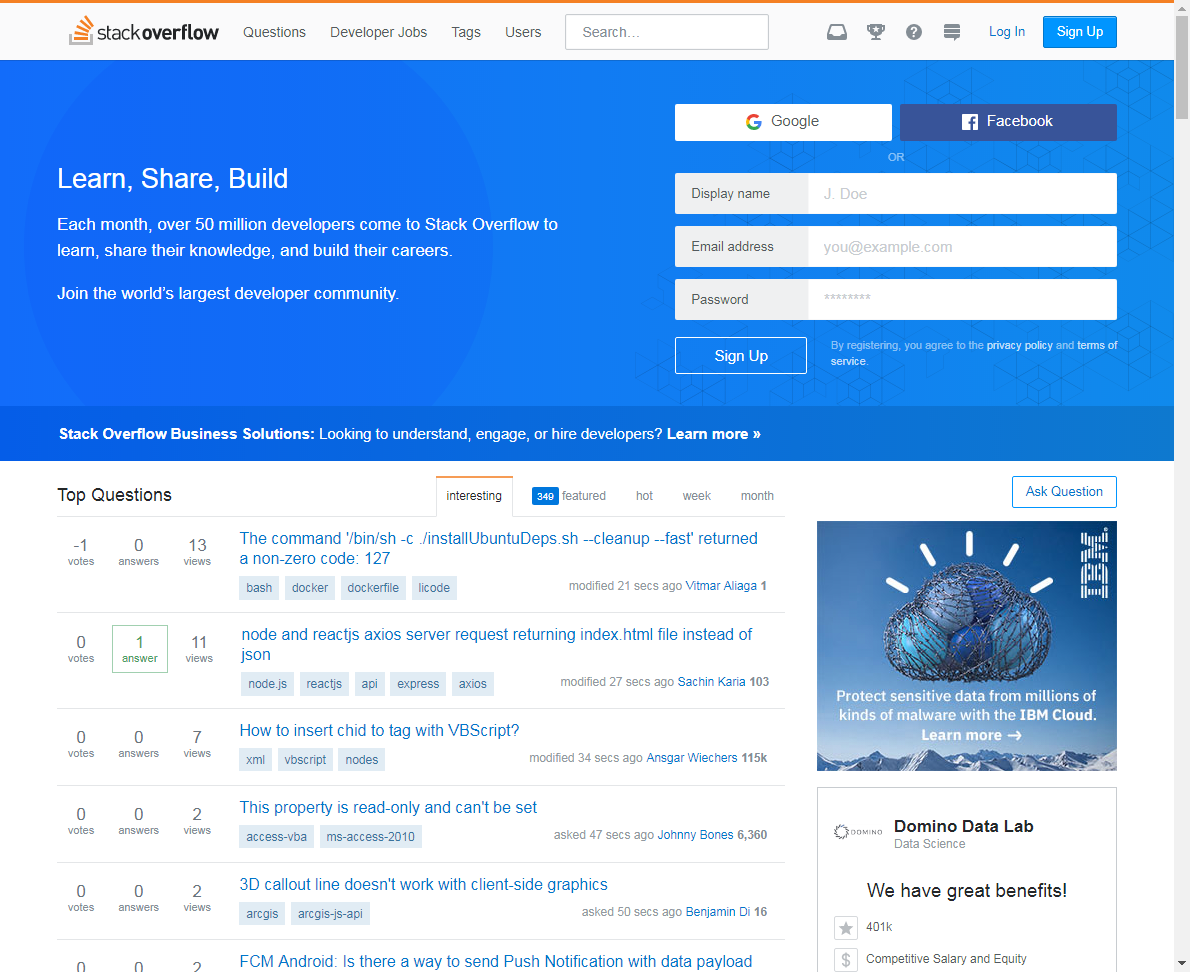 stackoverflow Questions Developer Jobs Tags Users Search... Log In Sign Up
Google Facebook
OR
Learn, Share, Build
Each month, over 50 million developers come to Stack Overflow to
learn, share their knowledge, and build their careers.
Join the world's largest developer community.
Display name J. Doe
Email address you@example.com
Password ********
Sign Up By registering, you agree to the privacy policy and terms of
service.
Stack Overflow Business Solutions: Looking to understand, engage, or hire developers? Learn more »
Top Questions interesting 349 featured hot week month
Ask Question
-1 votes 0 answers 13 views
The command '/bin/sh -c ./installUbuntuDeps.sh --cleanup --fast' returned
a non-zero code: 127
bash docker dockerfile licode modified 21 secs ago Vitmar Aliaga 1
0 votes 1 answer 11 views
node and reactjs axios server request returning index.html file instead of
json
node.js reactjs api express axios modified 27 secs ago Sachin Karia 103
0 votes 0 answers 7 views
How to insert chid to tag with VBScript?
xml vbscript nodes modified 34 secs ago Ansgar Wiechers 115k
0 votes 0 answers 2 views
This property is read-only and can't be set
access-vba ms-access-2010 asked 47 secs ago Johnny Bones 6,360
0 votes 0 answers 2 views
3D callout line doesn't work with client-side graphics
arcgis arcgis-js-api asked 50 secs ago Benjamin Di 16
0 0 2
FCM Android: Is there a way to send Push Notification with data payload
IBM
Protect sensitive data from millions of
kinds of malware with the IBM Cloud.
Learn more →
DOMINO
Domino Data Lab
Data Science
We have great benefits!
401k
$ Competitive Salary and Equity